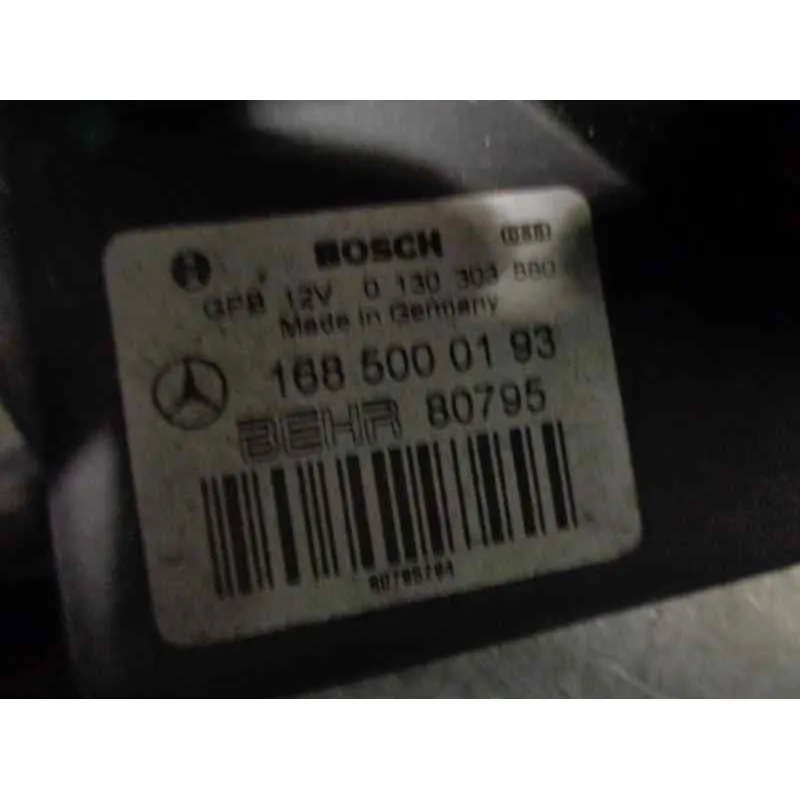 BOSCH
GPB 12V 0 130 303 880
Made in Germany
168 500 01 93
BEHR 80795